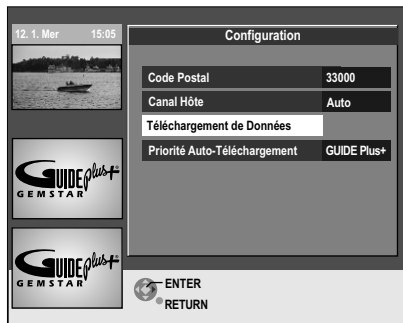 12. 1. Mer 15:05
Configuration
Code Postal 33000
Canal Hôte Auto
Téléchargement de Données
Priorité Auto-Téléchargement GUIDE Plus+
GUIDE Plus+
GEMSTAR
GUIDE Plus+
GEMSTAR
ENTER
RETURN